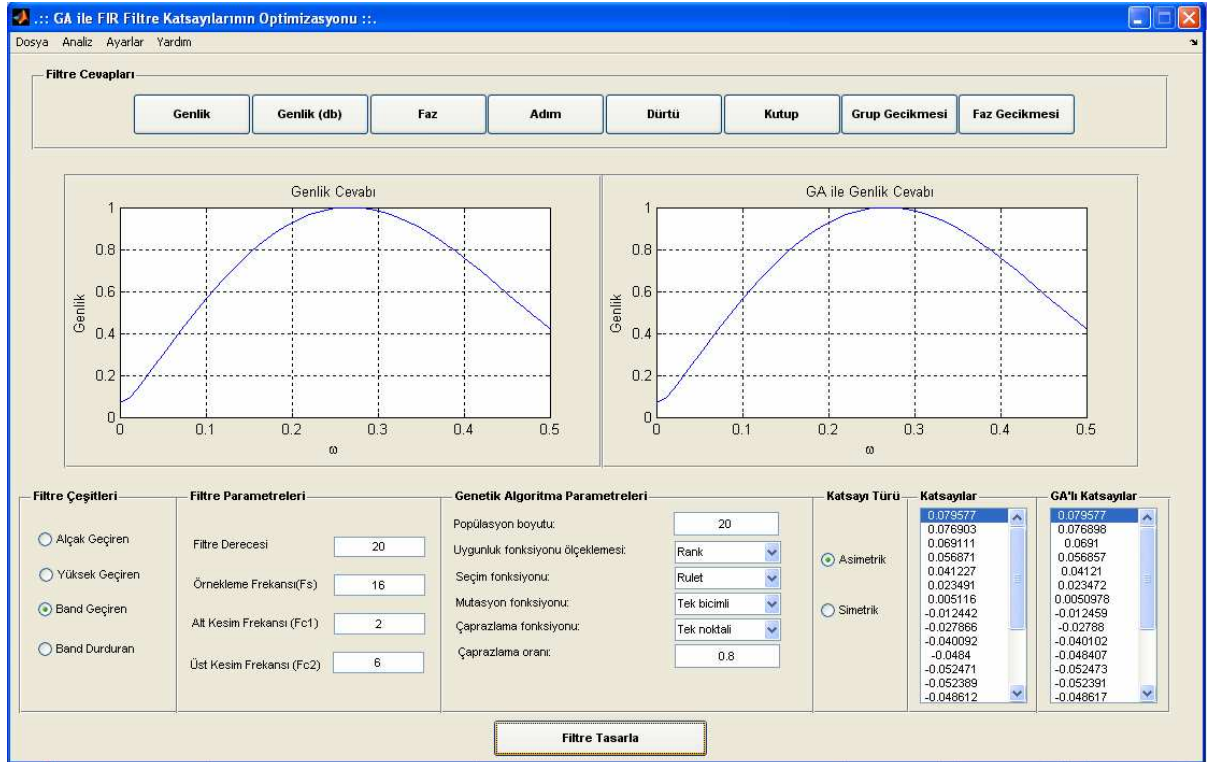 .:: GA ile FIR Filtre Katsayılarının Optimizasyonu ::.
Dosya Analiz Ayarlar Yardım
Filtre Cevapları
Genlik Genlik (db) Faz Adım Dürtü Kutup Grup Gecikmesi Faz Gecikmesi
Genlik Cevabı
1
0.8
0.6
0.4
0.2
0
Genlik
0 0.1 0.2 0.3 0.4 0.5
ω
GA ile Genlik Cevabı
1
0.8
0.6
0.4
0.2
0
Genlik
0 0.1 0.2 0.3 0.4 0.5
ω
Filtre Çeşitleri
Alçak Geçiren
Yüksek Geçiren
Band Geçiren
Band Durduran
Filtre Parametreleri
Filtre Derecesi 20
Örnekleme Frekansı(Fs) 16
Alt Kesim Frekansı (Fc1) 2
Üst Kesim Frekansı (Fc2) 6
Genetik Algoritma Parametreleri
Popülasyon boyutu: 20
Uygunluk fonksiyonu ölçeklemesi: Rank
Seçim fonksiyonu: Rulet
Mutasyon fonksiyonu: Tek bicimli
Çaprazlama fonksiyonu: Tek noktali
Çaprazlama oranı: 0.8
Katsayı Türü
Asimetrik
Simetrik
Katsayılar
0.079577
0.076903
0.069111
0.056871
0.041227
0.023491
0.005116
-0.012442
-0.027866
-0.040092
-0.0484
-0.052471
-0.052389
-0.048612
GA'lı Katsayılar
0.079577
0.076898
0.0691
0.056857
0.04121
0.023472
0.0050978
-0.012459
-0.02788
-0.040102
-0.048407
-0.052473
-0.052391
-0.048617
Filtre Tasarla